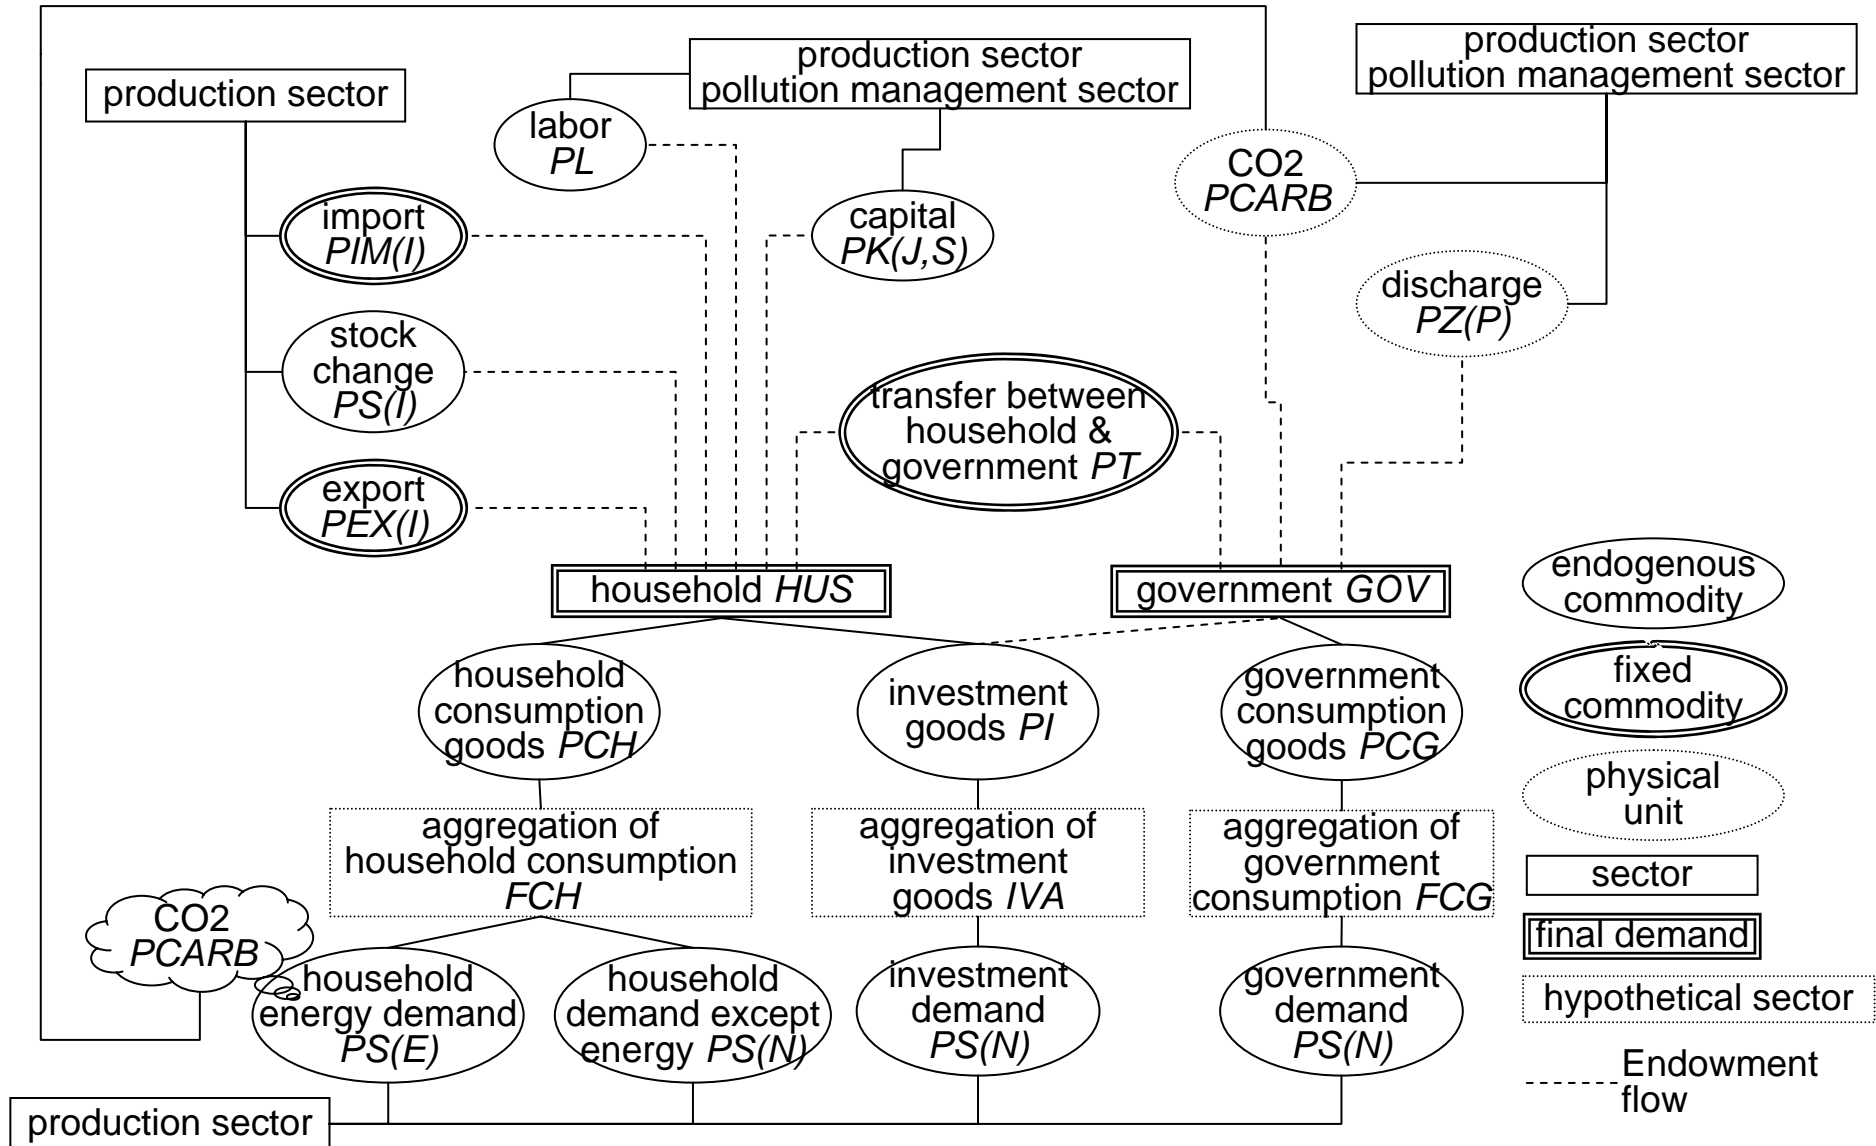 production sector
production sector
pollution management sector
production sector
pollution management sector
labor
PL
CO2
PCARB
import
PIM(I)
capital
PK(J,S)
discharge
PZ(P)
stock
change
PS(I)
transfer between
household &
government PT
export
PEX(I)
household HUS
government GOV
endogenous
commodity
household
consumption
goods PCH
investment
goods PI
government
consumption
goods PCG
fixed
commodity
physical
unit
aggregation of
household consumption
FCH
aggregation of
investment
goods IVA
aggregation of
government
consumption FCG
sector
CO2
PCARB
final demand
household
energy demand
PS(E)
household
demand except
energy PS(N)
investment
demand
PS(N)
government
demand
PS(N)
hypothetical sector
Endowment
flow
production sector